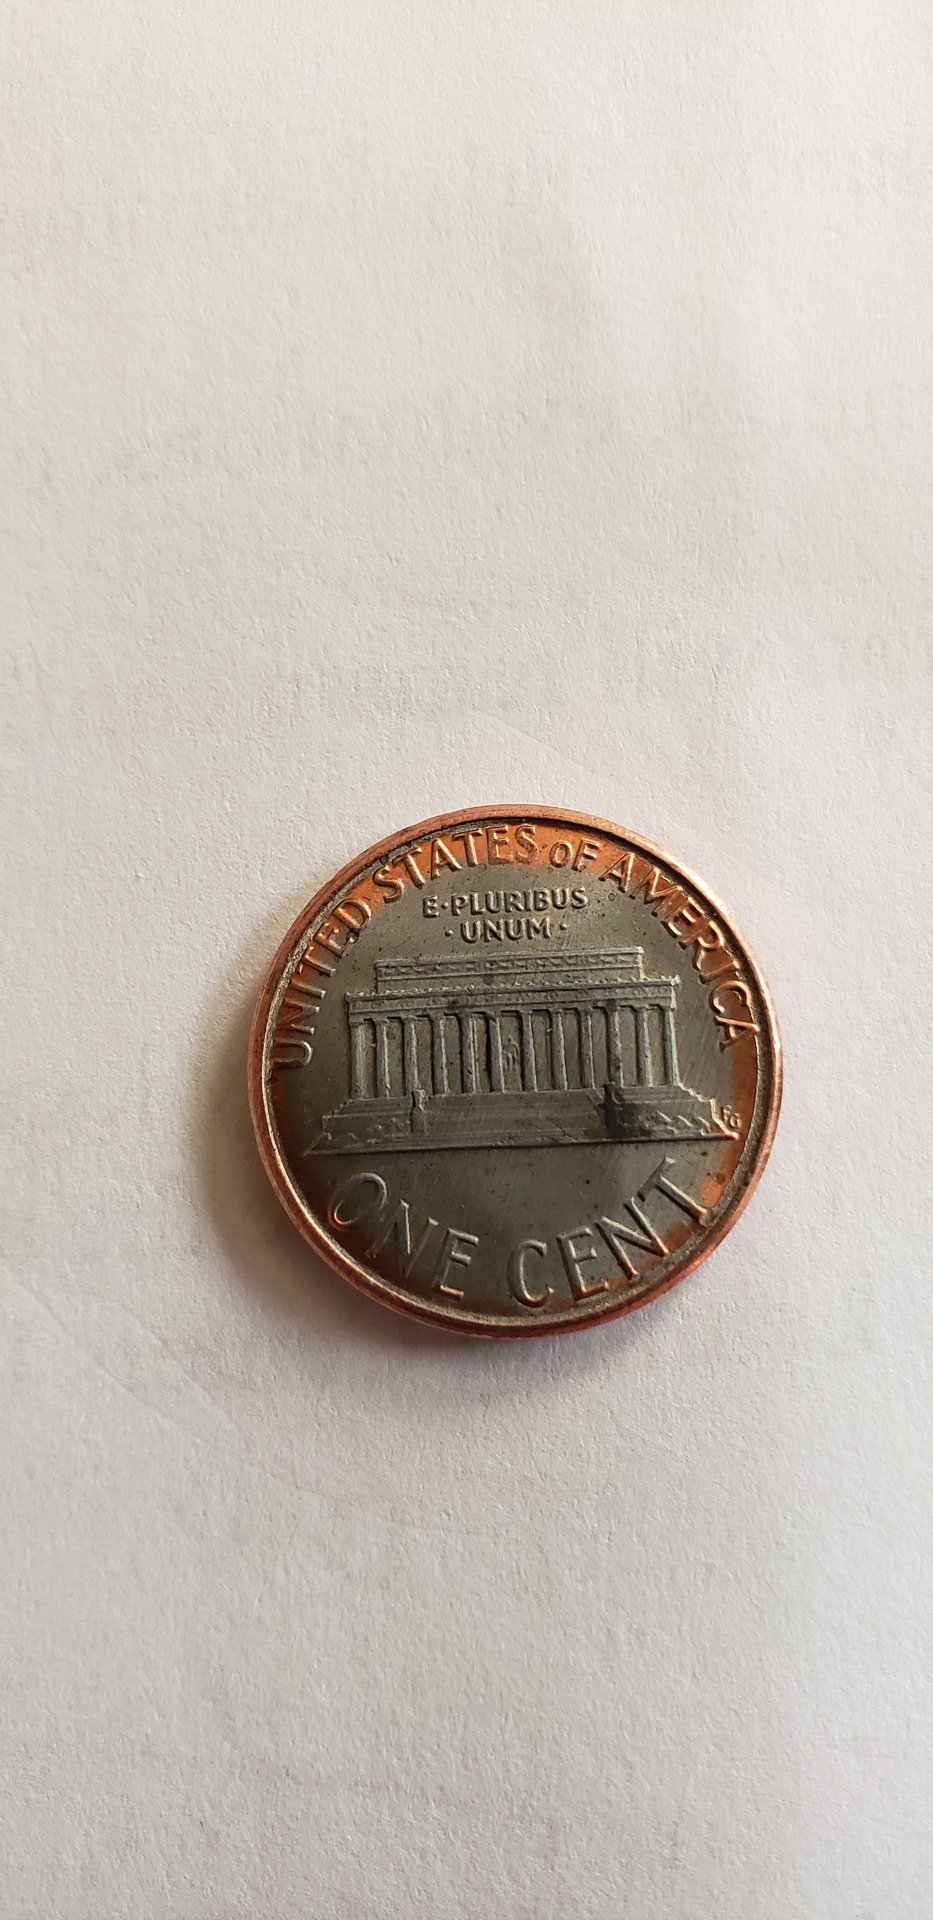 UNITED STATES OF AMERICA
E·PLURIBUS
·UNUM·
FG
ONE CENT